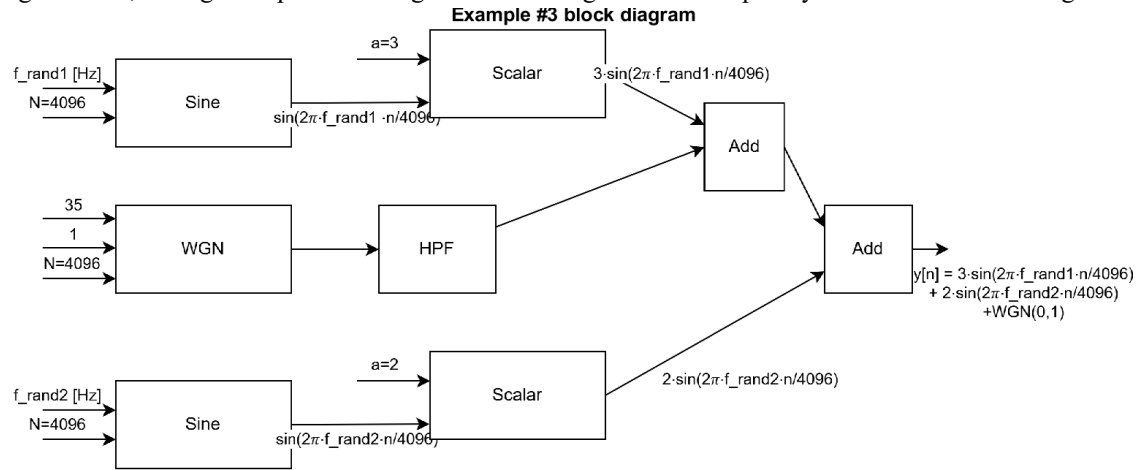 Example #3 block diagram
a=3
f_rand1 [Hz]
N=4096
Sine
sin(2π·f_rand1 ·n/4096)
Scalar
3·sin(2π·f_rand1·n/4096)
Add
35
1
N=4096
WGN
HPF
Add
y[n] = 3·sin(2π·f_rand1·n/4096)
+ 2·sin(2π·f_rand2·n/4096)
+WGN(0,1)
a=2
f_rand2 [Hz]
N=4096
Sine
sin(2π·f_rand2·n/4096)
Scalar
2·sin(2π·f_rand2·n/4096)